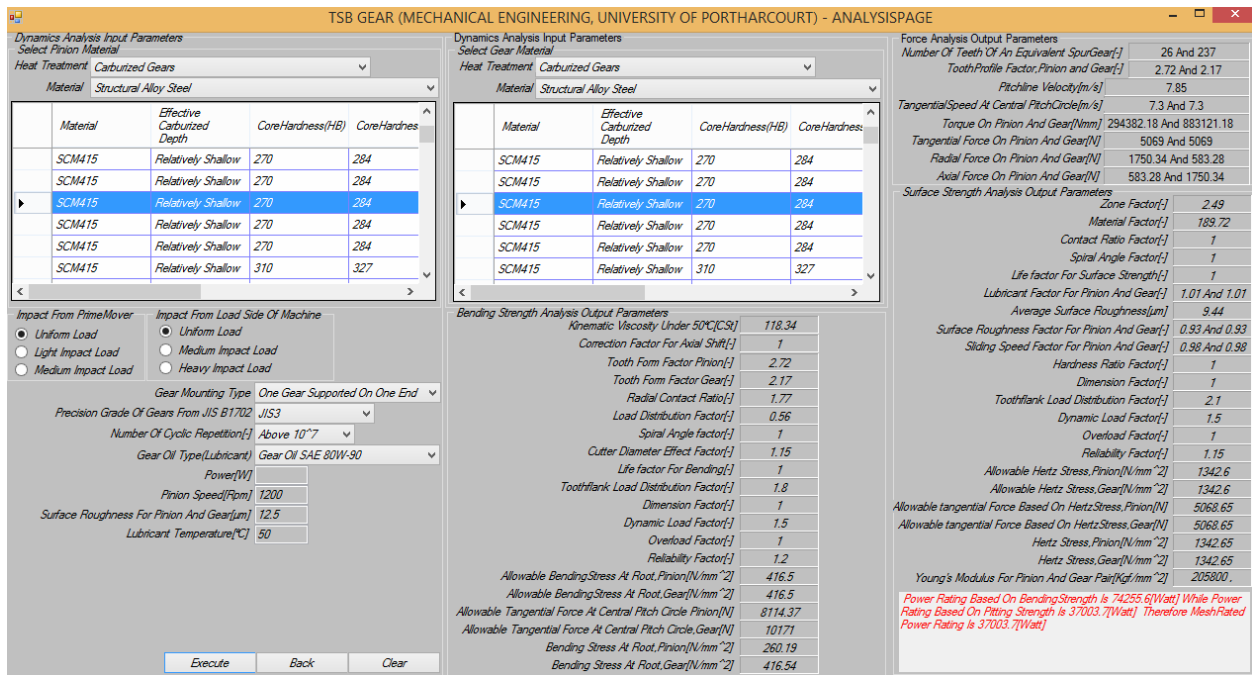 TSB GEAR (MECHANICAL ENGINEERING, UNIVERSITY OF PORTHARCOURT) - ANALYSISPAGE
Dynamics Analysis Input Parameters
Select Pinion Material
Heat Treatment Carburized Gears
Material Structural Alloy Steel
Material Effective Carburized Depth CoreHardness(HB) CoreHardness
SCM415 Relatively Shallow 270 284
SCM415 Relatively Shallow 270 284
SCM415 Relatively Shallow 270 284
SCM415 Relatively Shallow 270 284
SCM415 Relatively Shallow 270 284
SCM415 Relatively Shallow 310 327
Impact From PrimeMover
Uniform Load
Light Impact Load
Medium Impact Load
Impact From Load Side Of Machine
Uniform Load
Medium Impact Load
Heavy Impact Load
Gear Mounting Type One Gear Supported On One End
Precision Grade Of Gears From JIS B1702 JIS3
Number Of Cyclic Repetition[-] Above 10^7
Gear Oil Type(Lubricant) Gear Oil SAE 80W-90
Power[W]
Pinion Speed[Rpm] 1200
Surface Roughness For Pinion And Gear[μm] 12.5
Lubricant Temperature[°C] 50
Execute Back Clear
Dynamics Analysis Input Parameters
Select Gear Material
Heat Treatment Carburized Gears
Material Structural Alloy Steel
Material Effective Carburized Depth CoreHardness(HB) CoreHardness
SCM415 Relatively Shallow 270 284
SCM415 Relatively Shallow 270 284
SCM415 Relatively Shallow 270 284
SCM415 Relatively Shallow 270 284
SCM415 Relatively Shallow 270 284
SCM415 Relatively Shallow 310 327
Bending Strength Analysis Output Parameters
Kinematic Viscosity Under 50°C[CSt] 118.34
Correction Factor For Axial Shift[-] 1
Tooth Form Factor Pinion[-] 2.72
Tooth Form Factor Gear[-] 2.17
Radial Contact Ratio[-] 1.77
Load Distribution Factor[-] 0.56
Spiral Angle factor[-] 1
Cutter Diameter Effect Factor[-] 1.15
Life factor For Bending[-] 1
Toothflank Load Distribution Factor[-] 1.8
Dimension Factor[-] 1
Dynamic Load Factor[-] 1.5
Overload Factor[-] 1
Reliability Factor[-] 1.2
Allowable BendingStress At Root,Pinion[N/mm^2] 416.5
Allowable BendingStress At Root,Gear[N/mm^2] 416.5
Allowable Tangential Force At Central Pitch Circle Pinion[N] 8114.37
Allowable Tangential Force At Central Pitch Circle,Gear[N] 10171
Bending Stress At Root,Pinion[N/mm^2] 260.19
Bending Stress At Root,Gear[N/mm^2] 416.54
Force Analysis Output Parameters
Number Of Teeth Of An Equivalent SpurGear[-] 26 And 237
ToothProfile Factor,Pinion and Gear[-] 2.72 And 2.17
Pitchline Velocity[m/s] 7.85
TangentialSpeed At Central PitchCircle[m/s] 7.3 And 7.3
Torque On Pinion And Gear[Nmm] 294382.18 And 883121.18
Tangential Force On Pinion And Gear[N] 5069 And 5069
Radial Force On Pinion And Gear[N] 1750.34 And 583.28
Axial Force On Pinion And Gear[N] 583.28 And 1750.34
Surface Strength Analysis Output Parameters
Zone Factor[-] 2.49
Material Factor[-] 189.72
Contact Ratio Factor[-] 1
Spiral Angle Factor[-] 1
Life factor For Surface Strength[-] 1
Lubricant Factor For Pinion And Gear[-] 1.01 And 1.01
Average Surface Roughness[μm] 9.44
Surface Roughness Factor For Pinion And Gear[-] 0.93 And 0.93
Sliding Speed Factor For Pinion And Gear[-] 0.98 And 0.98
Hardness Ratio Factor[-] 1
Dimension Factor[-] 1
Toothflank Load Distribution Factor[-] 2.1
Dynamic Load Factor[-] 1.5
Overload Factor[-] 1
Reliability Factor[-] 1.15
Allowable Hertz Stress,Pinion[N/mm^2] 1342.6
Allowable Hertz Stress,Gear[N/mm^2] 1342.6
Allowable tangential Force Based On HertzStress,Pinion[N] 5068.65
Allowable tangential Force Based On HertzStress,Gear[N] 5068.65
Hertz Stress,Pinion[N/mm^2] 1342.65
Hertz Stress,Gear[N/mm^2] 1342.65
Young's Modulus For Pinion And Gear Pair[Kgf/mm^2] 205800 .
Power Rating Based On BendingStrength Is 74255.6[Watt] While Power
Rating Based On Pitting Strength Is 37003.7[Watt] Therefore MeshRated
Power Rating Is 37003.7[Watt]